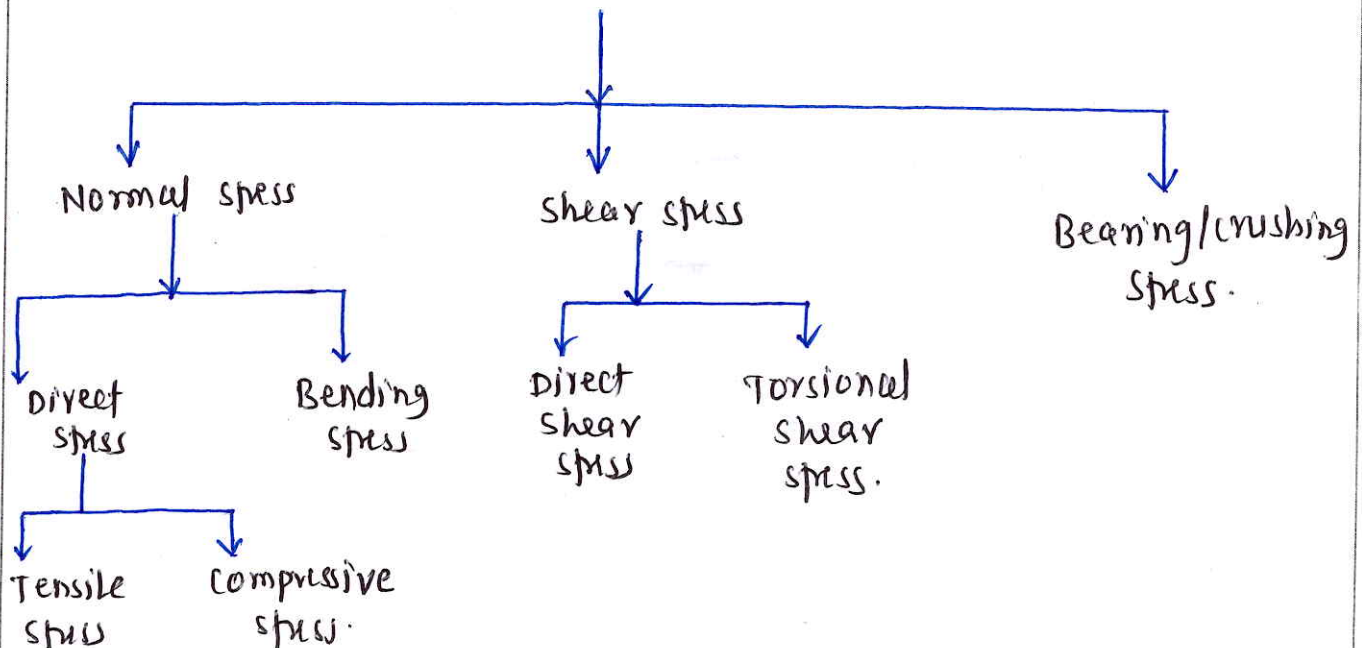 Normal stress
Shear stress
Bearing/crushing
stress.
Direct
stress
Bending
stress
Direct
shear
stress
Torsional
shear
stress.
Tensile
stress
compressive
stress.